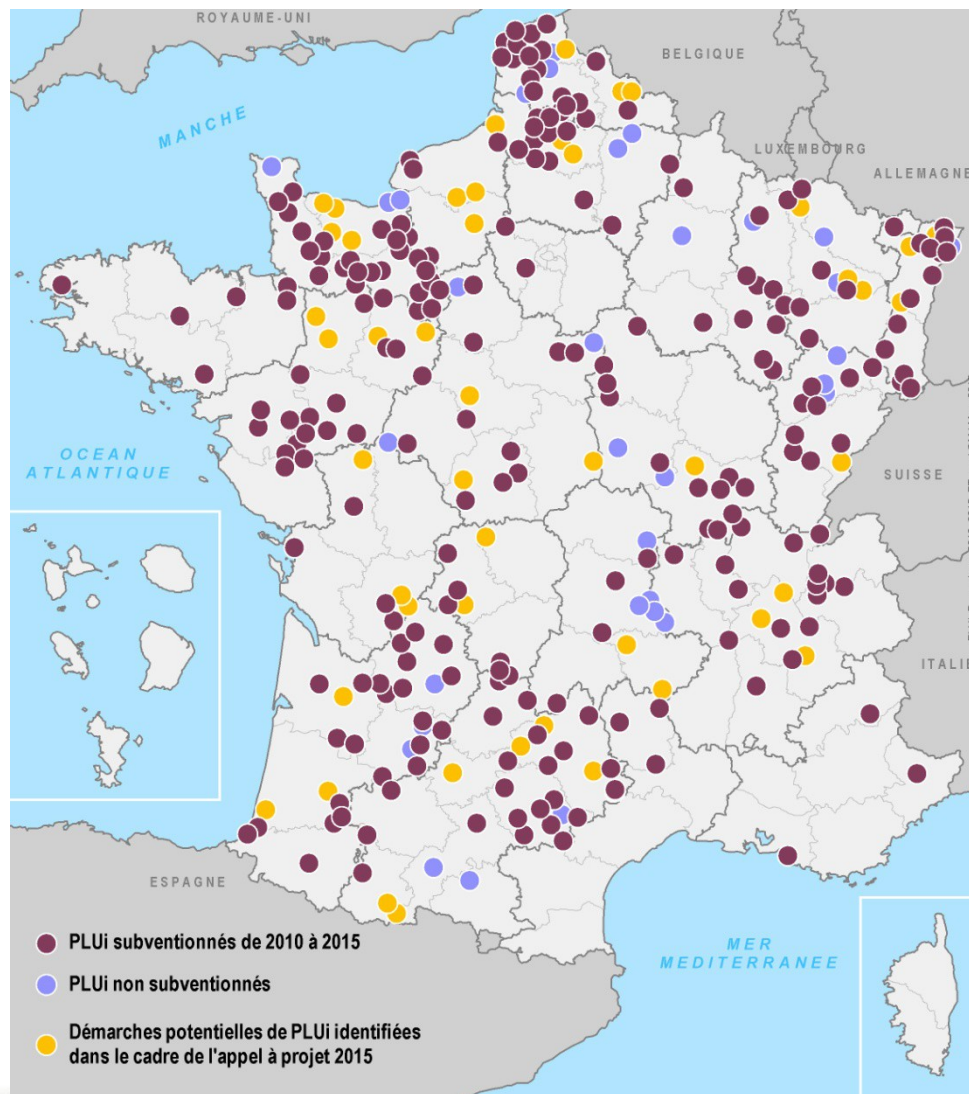 ROYAUME-UNI
BELGIQUE
MANCHE
LUXEMBOURG
ALLEMAGNE
OCEAN
ATLANTIQUE
SUISSE
ITALIE
ESPAGNE
MER
MEDITERRANEE
PLUi subventionnés de 2010 à 2015
PLUi non subventionnés
Démarches potentielles de PLUi identifiées
dans le cadre de l'appel à projet 2015